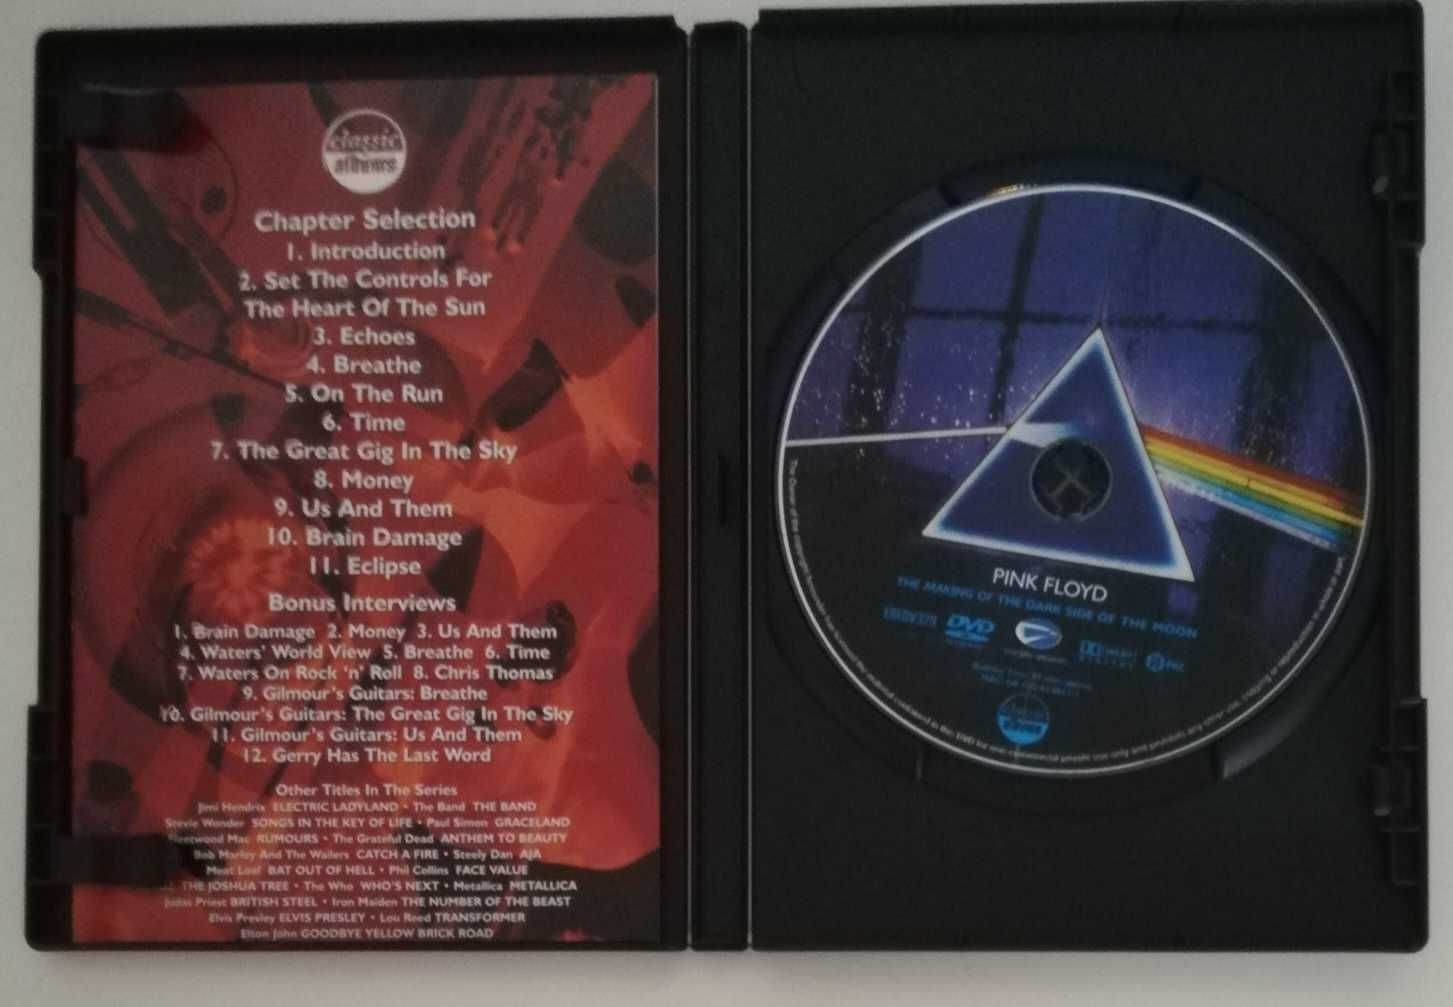 classic
albums
Chapter Selection
1. Introduction
2. Set The Controls For
The Heart Of The Sun
3. Echoes
4. Breathe
5. On The Run
6. Time
7. The Great Gig In The Sky
8. Money
9. Us And Them
10. Brain Damage
11. Eclipse
Bonus Interviews
1. Brain Damage 2. Money 3. Us And Them
4. Waters' World View 5. Breathe 6. Time
7. Waters On Rock 'n' Roll 8. Chris Thomas
9. Gilmour's Guitars: Breathe
10. Gilmour's Guitars: The Great Gig In The Sky
11. Gilmour's Guitars: Us And Them
12. Gerry Has The Last Word
Other Titles In The Series
Jimi Hendrix ELECTRIC LADYLAND • The Band THE BAND
Stevie Wonder SONGS IN THE KEY OF LIFE • Paul Simon GRACELAND
Fleetwood Mac RUMOURS • The Grateful Dead ANTHEM TO BEAUTY
Bob Marley And The Wailers CATCH A FIRE • Steely Dan AJA
Meat Loaf BAT OUT OF HELL • Phil Collins FACE VALUE
THE JOSHUA TREE • The Who WHO'S NEXT • Metallica METALLICA
Judas Priest BRITISH STEEL • Iron Maiden THE NUMBER OF THE BEAST
Elvis Presley ELVIS PRESLEY • Lou Reed TRANSFORMER
Elton John GOODBYE YELLOW BRICK ROAD
PINK FLOYD
THE MAKING OF THE DARK SIDE OF THE MOON
DVD
classic
albums